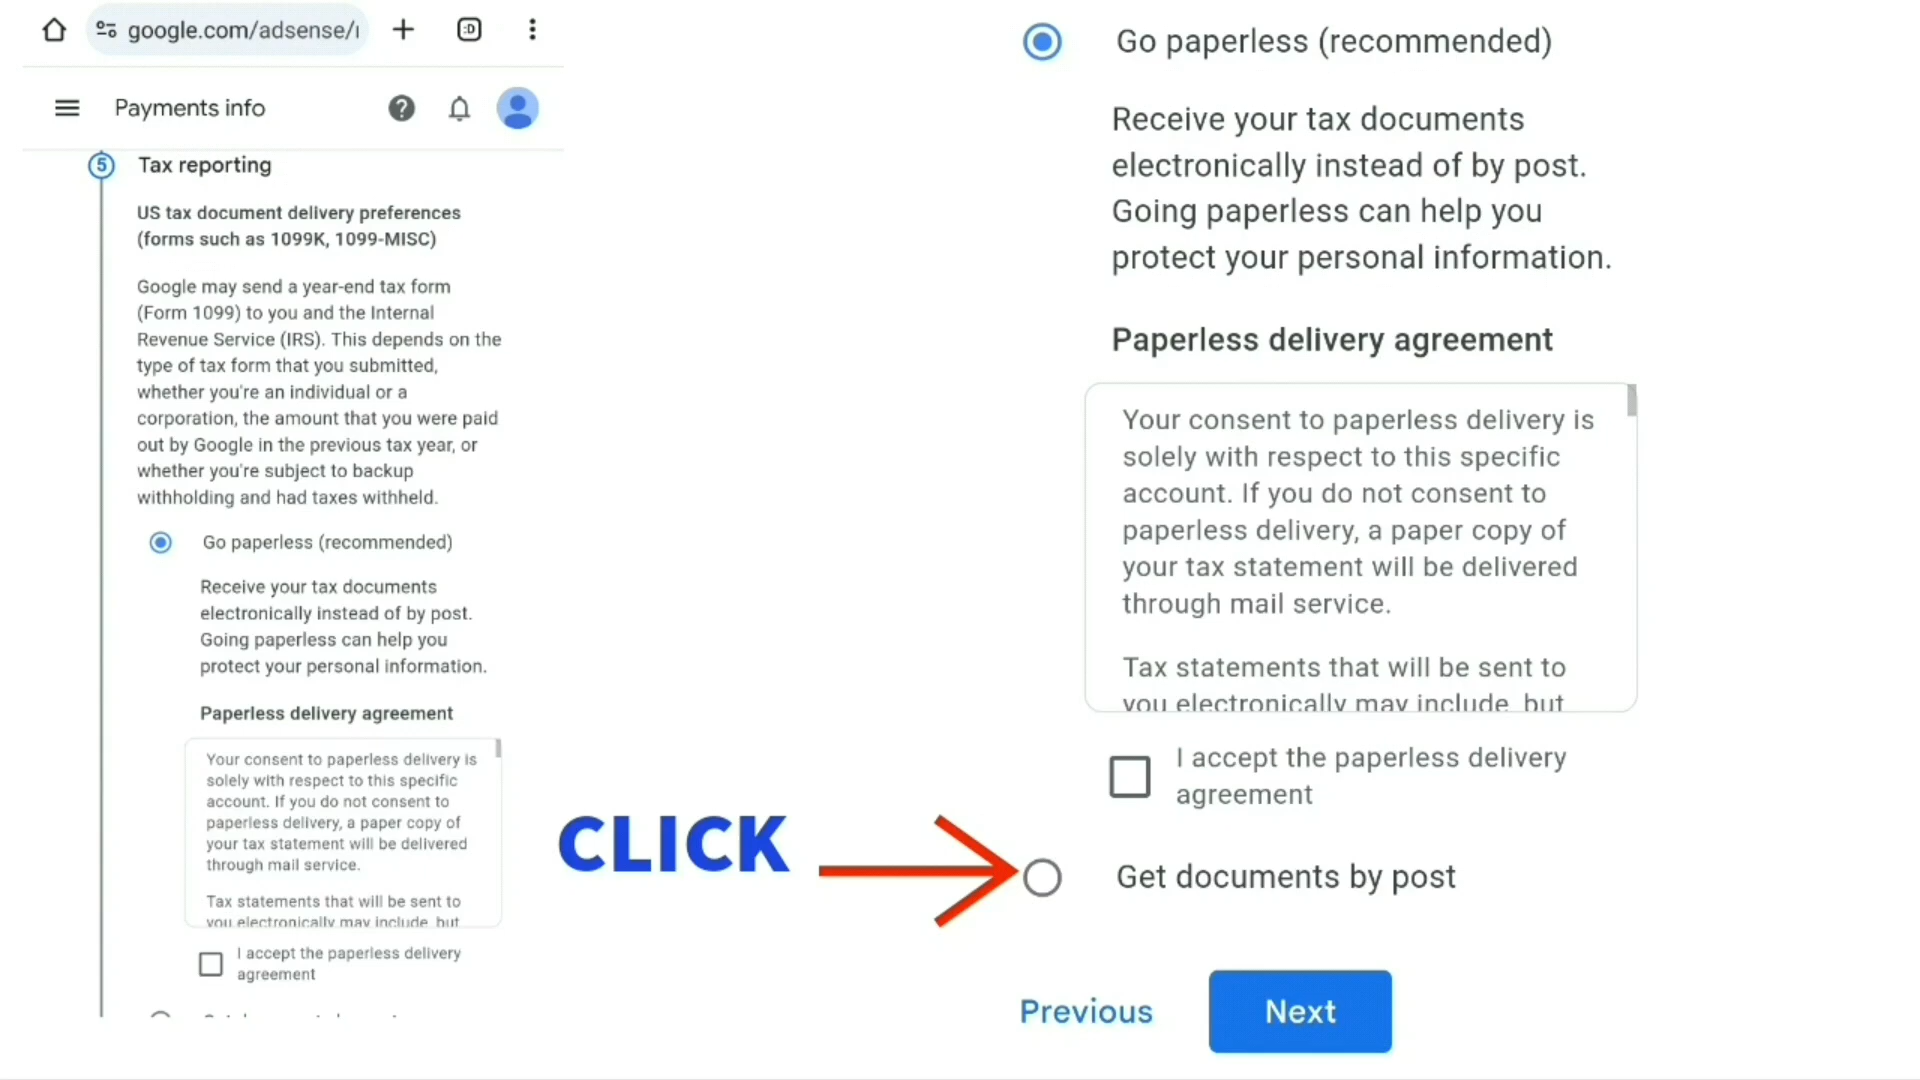 google.com/adsense/
Payments info
5
Tax reporting
US tax document delivery preferences
(forms such as 1099K, 1099-MISC)
Google may send a year-end tax form
(Form 1099) to you and the Internal
Revenue Service (IRS). This depends on the
type of tax form that you submitted,
whether you're an individual or a
corporation, the amount that you were paid
out by Google in the previous tax year, or
whether you're subject to backup
withholding and had taxes withheld.
Go paperless (recommended)
Receive your tax documents
electronically instead of by post.
Going paperless can help you
protect your personal information.
Paperless delivery agreement
Your consent to paperless delivery is
solely with respect to this specific
account. If you do not consent to
paperless delivery, a paper copy of
your tax statement will be delivered
through mail service.
Tax statements that will be sent to
you electronically may include, but
I accept the paperless delivery
agreement
CLICK
Go paperless (recommended)
Receive your tax documents
electronically instead of by post.
Going paperless can help you
protect your personal information.
Paperless delivery agreement
Your consent to paperless delivery is
solely with respect to this specific
account. If you do not consent to
paperless delivery, a paper copy of
your tax statement will be delivered
through mail service.
Tax statements that will be sent to
you electronically may include, but
I accept the paperless delivery
agreement
Get documents by post
Previous
Next